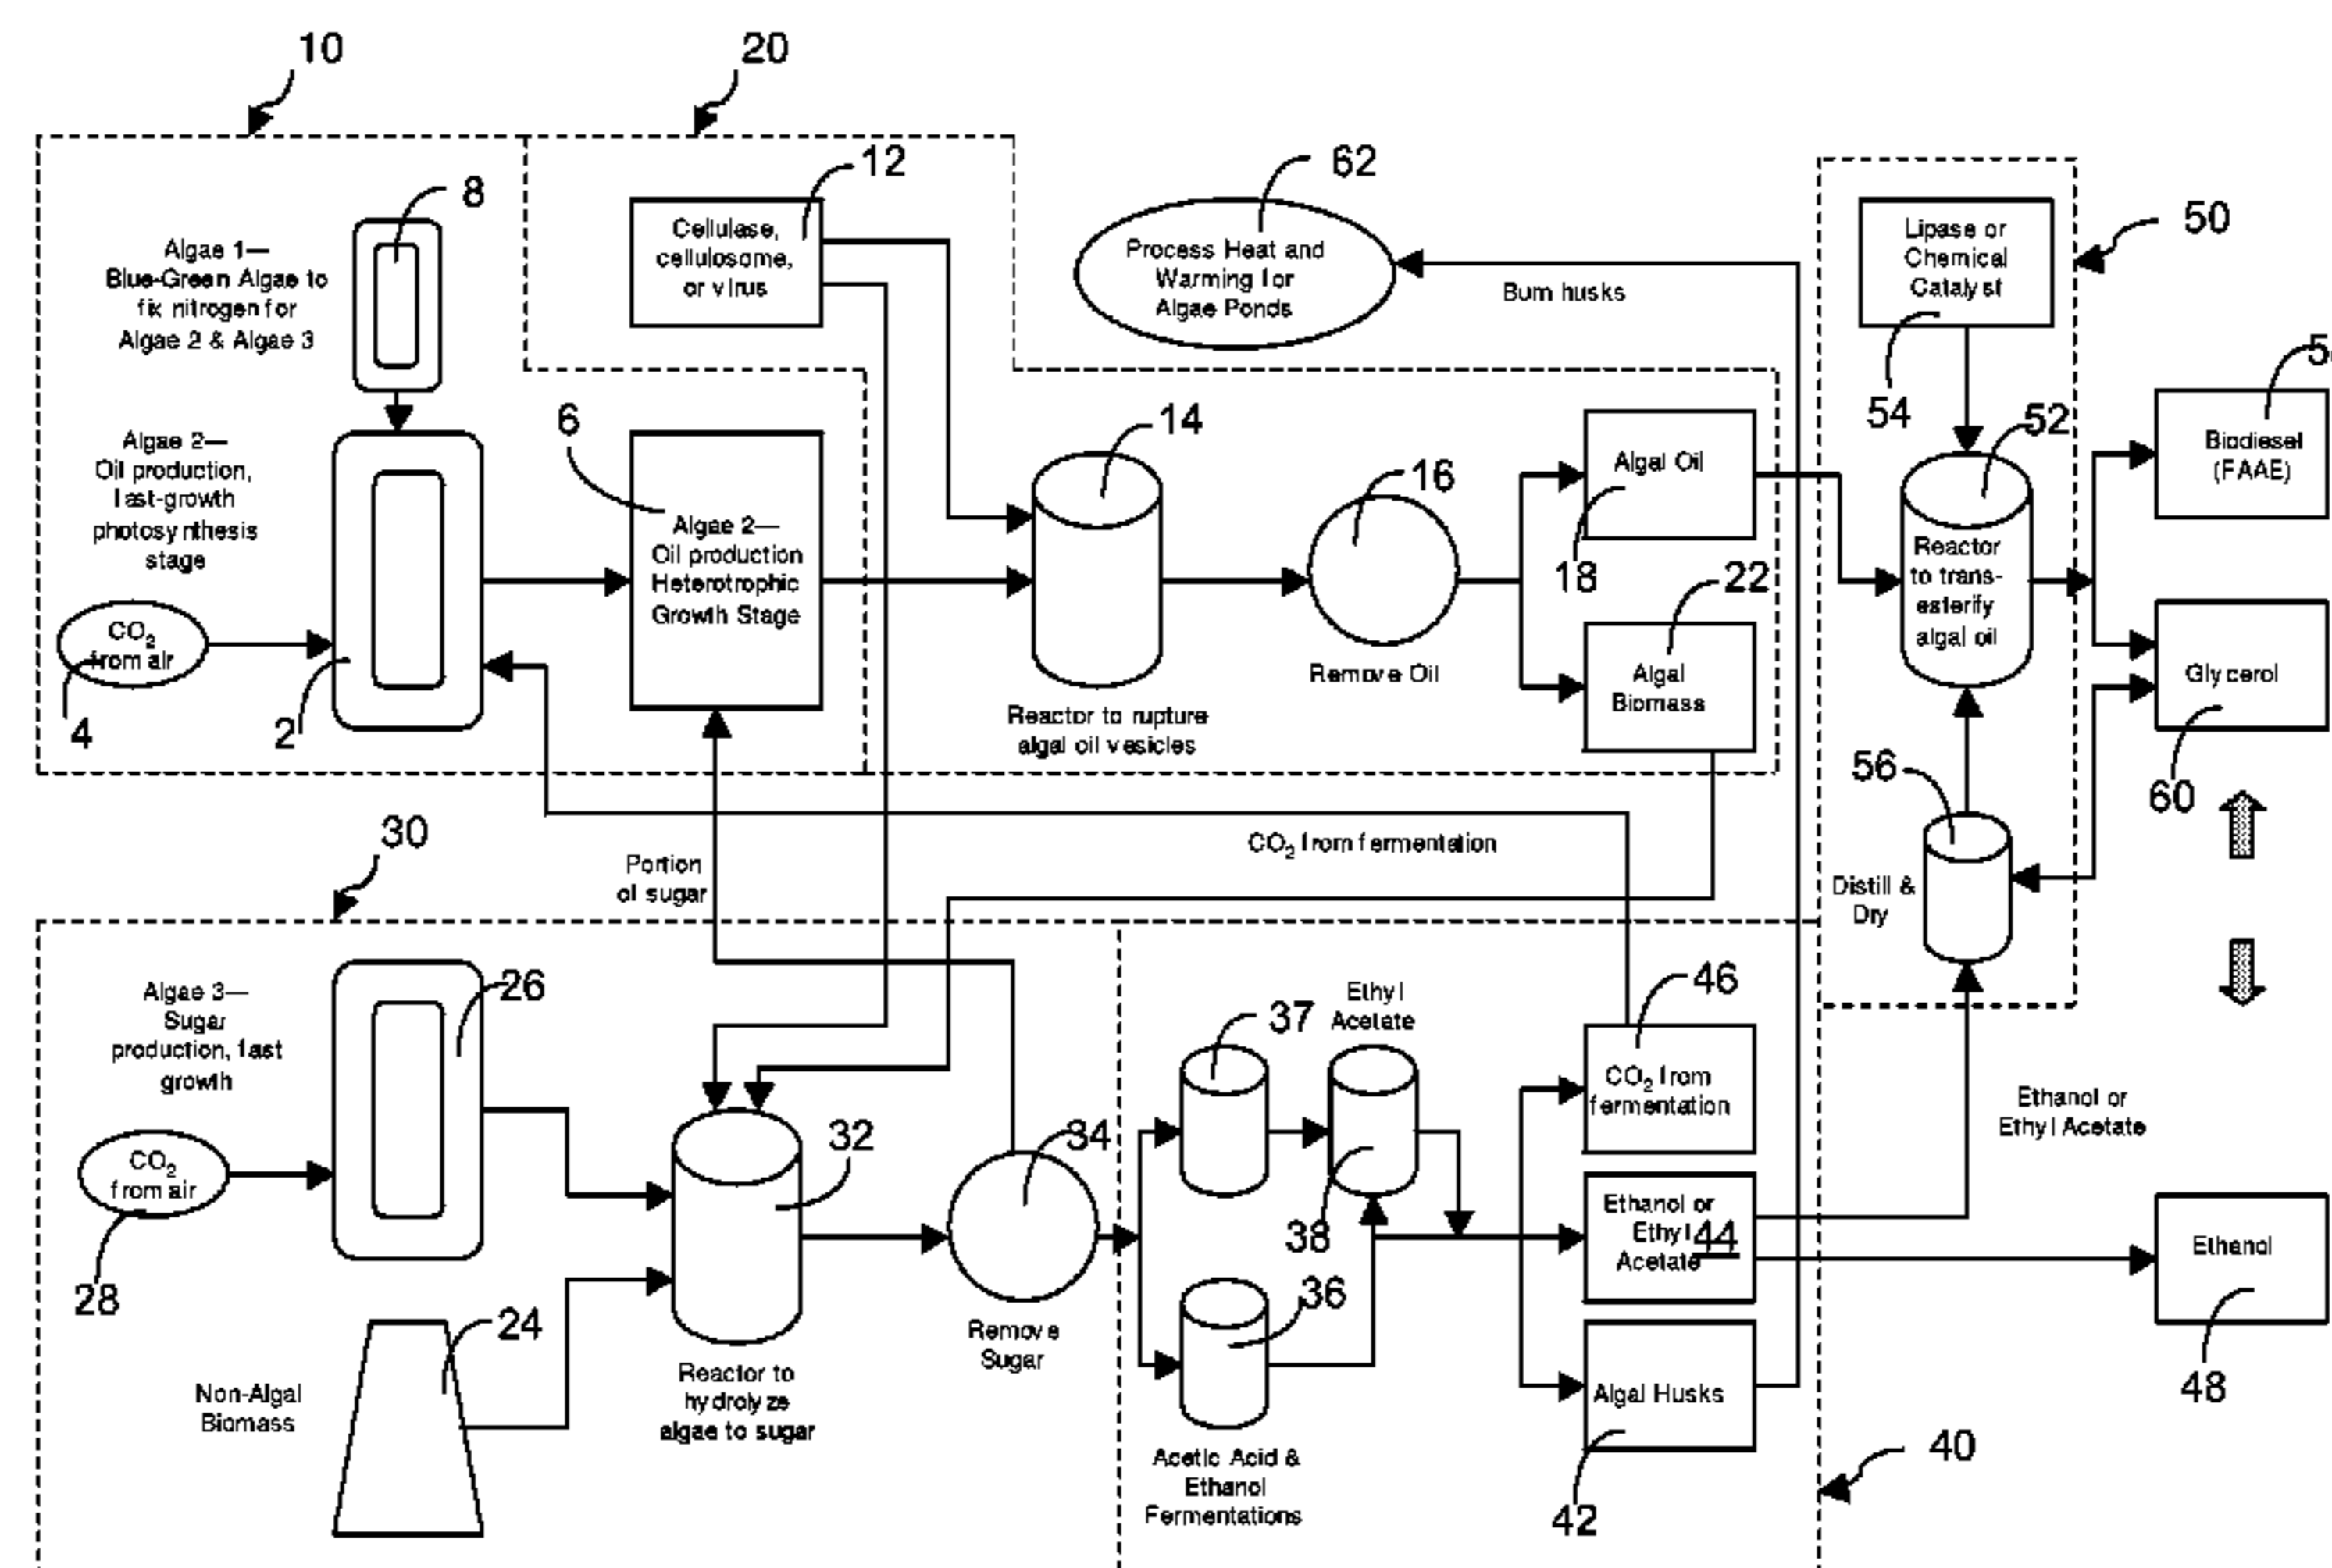 10
20
8
12
62
50
Algae 1—
Blue-Green Algae to
fix nitrogen for
Algae 2 & Algae 3
Cellulase,
cellulosome,
or virus
Process Heat and
Warming for
Algae Ponds
Burn husks
Lipase or
Chemical
Catalyst
54
52
5
Biodiesel
(FAAE)
Algae 2—
Oil production,
fast-growth
photosynthesis
stage
6
Algae 2—
Oil production
Heterotrophic
Growth Stage
14
16
Algal Oil
18
22
Algal
Biomass
Remove Oil
Reactor to rupture
algal oil vesicles
Reactor
to trans-
esterify
algal oil
Glycerol
60
CO2
from air
4
2
56
Distill &
Dry
30
Portion
of sugar
CO2 from fermentation
Algae 3—
Sugar
production, fast
growth
26
CO2
from air
28
32
34
37
Ethyl
Acetate
46
CO2 from
fermentation
Ethanol or
Ethyl Acetate
38
Ethanol or
Ethyl 44
Acetate
Ethanol
48
36
24
Non-Algal
Biomass
Reactor to
hydrolyze
algae to sugar
Remove
Sugar
Acetic Acid &
Ethanol
Fermentations
Algal Husks
42
40